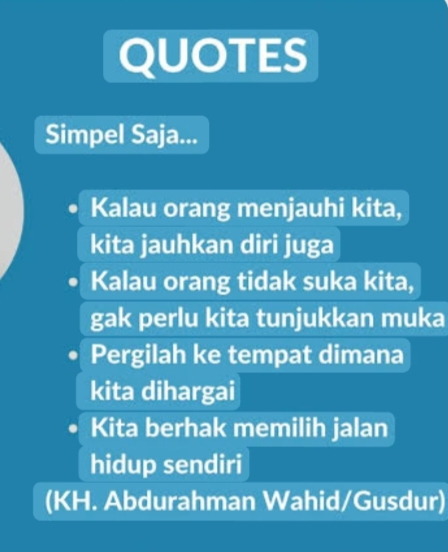 QUOTES
Simpel Saja...
• Kalau orang menjauhi kita,
kita jauhkan diri juga
• Kalau orang tidak suka kita,
gak perlu kita tunjukkan muka
• Pergilah ke tempat dimana
kita dihargai
• Kita berhak memilih jalan
hidup sendiri
(KH. Abdurahman Wahid/Gusdur)